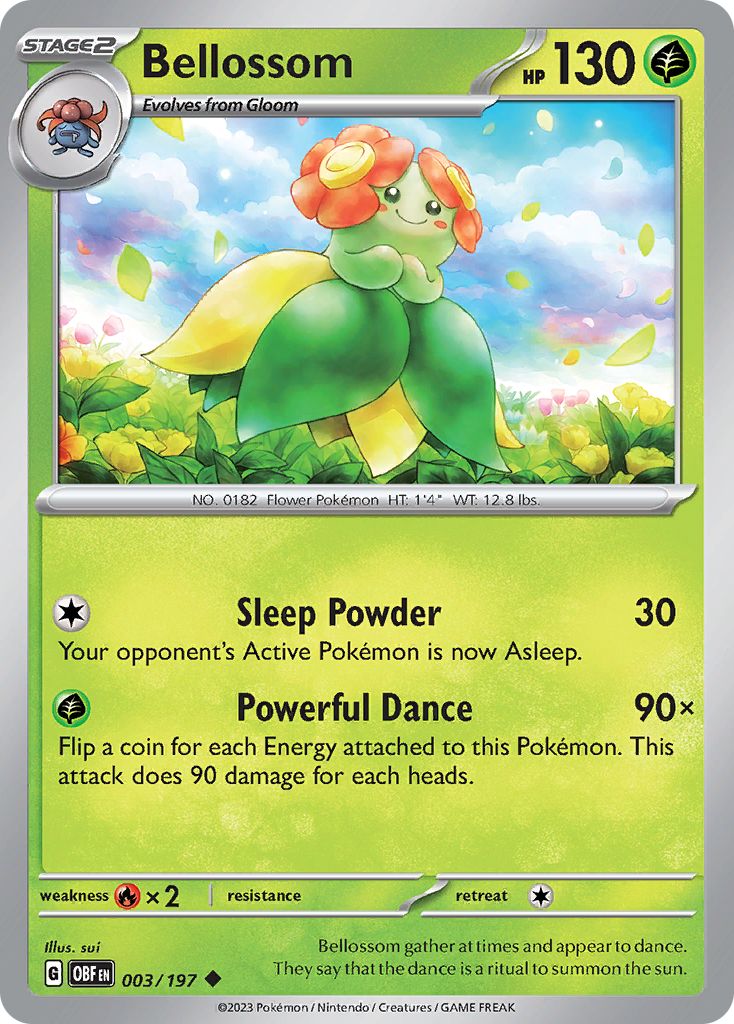 STAGE2
Bellossom
HP 130
Evolves from Gloom
NO. 0182 Flower Pokémon HT: 1'4" WT: 12.8 lbs.
Sleep Powder 30
Your opponent's Active Pokémon is now Asleep.
Powerful Dance 90×
Flip a coin for each Energy attached to this Pokémon. This
attack does 90 damage for each heads.
weakness ×2 resistance retreat
Illus. sui
Bellossom gather at times and appear to dance.
They say that the dance is a ritual to summon the sun.
G OBF EN 003/197
©2023 Pokémon / Nintendo / Creatures / GAME FREAK